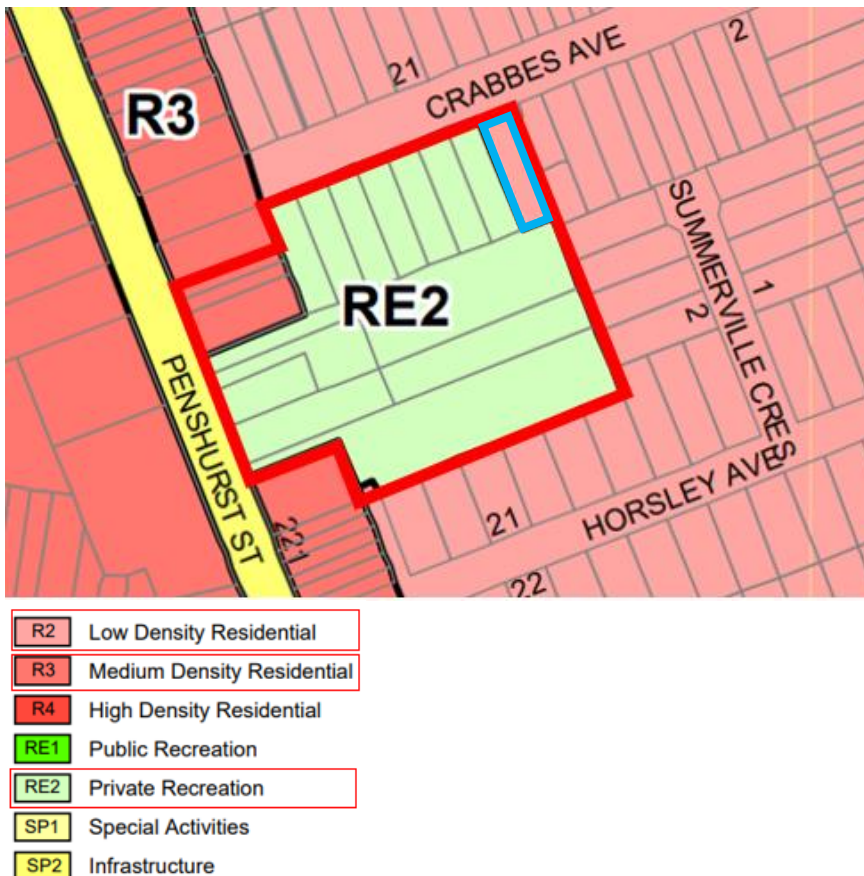 21
CRABBES AVE
2
R3
SUMMERVILLE CRES
1
2
RE2
PENSHURST ST
221
21
HORSLEY AVE
22
R2 Low Density Residential
R3 Medium Density Residential
R4 High Density Residential
RE1 Public Recreation
RE2 Private Recreation
SP1 Special Activities
SP2 Infrastructure